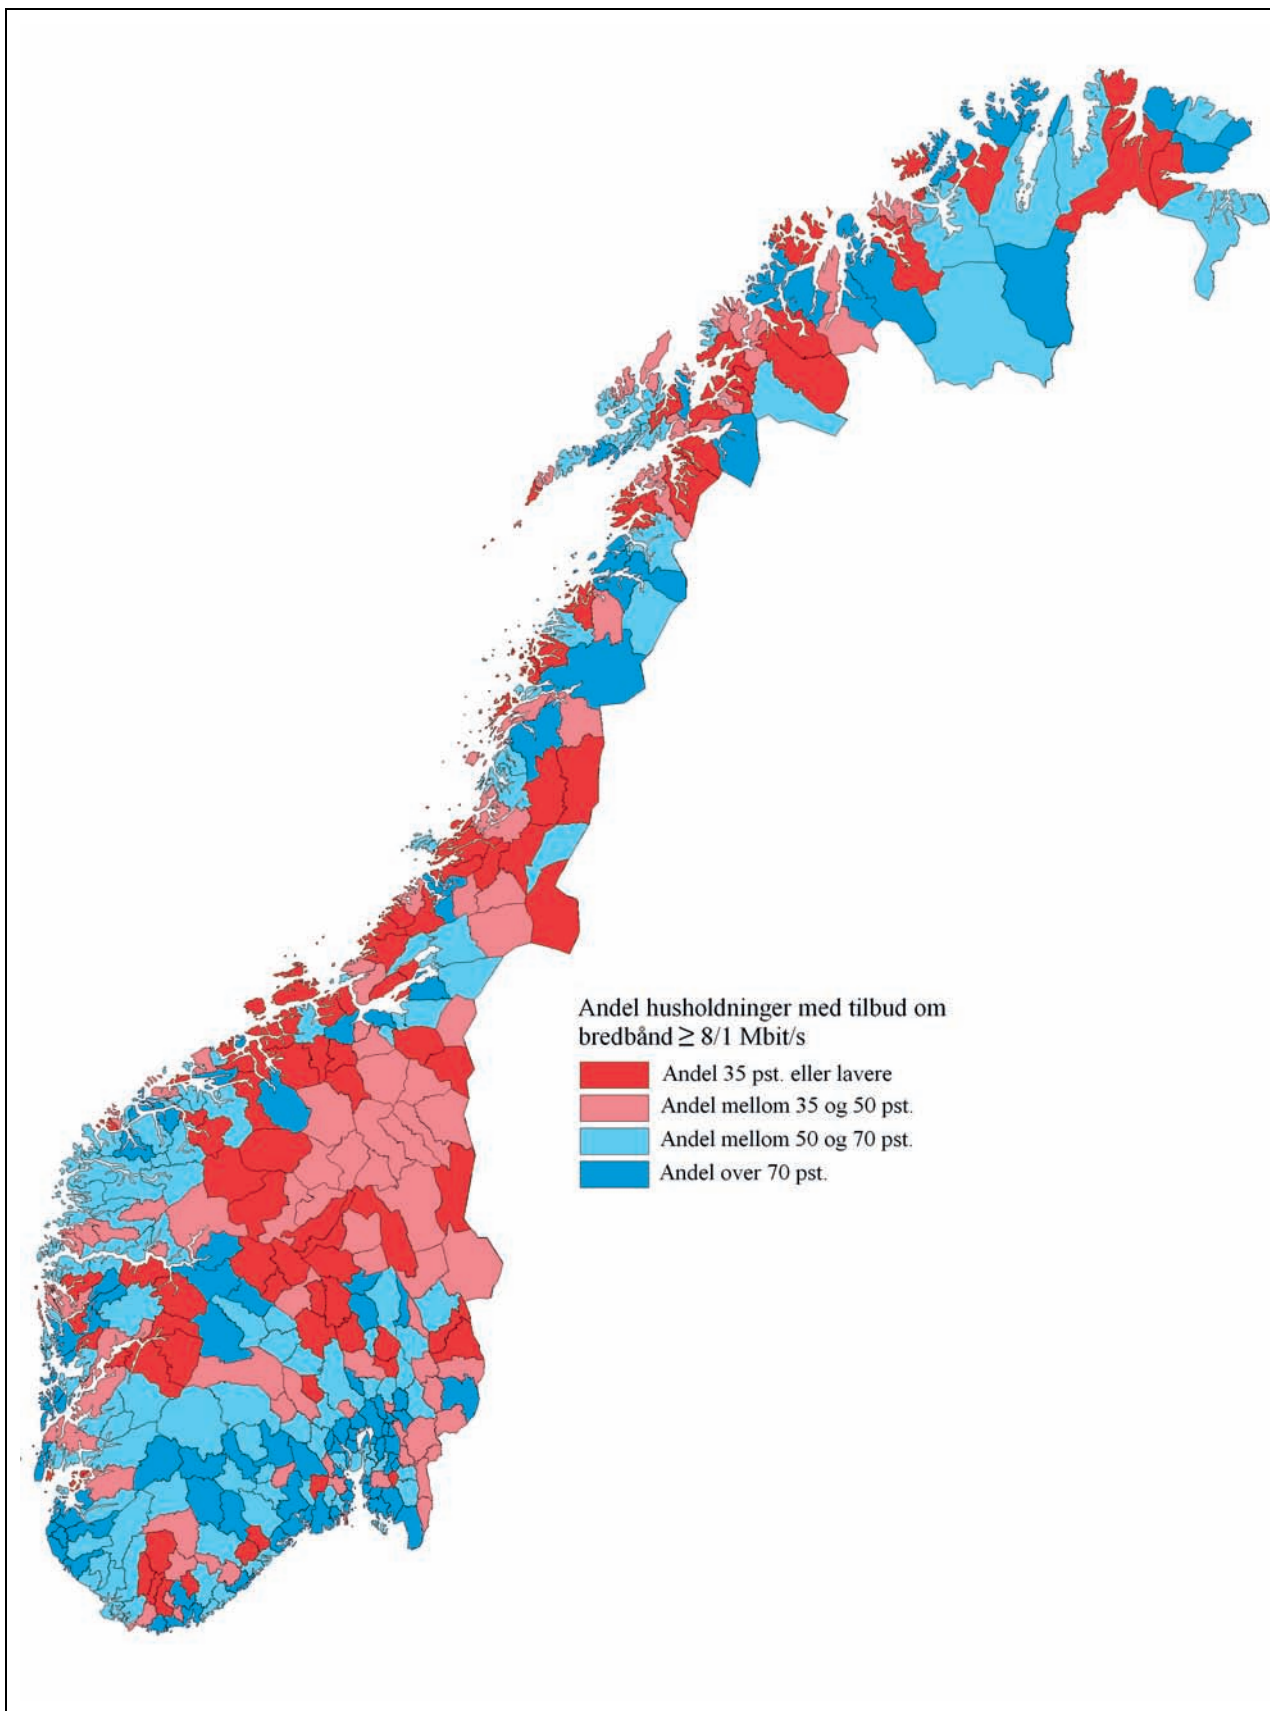 Andel husholdninger med tilbud om
bredbånd ≥ 8/1 Mbit/s
Andel 35 pst. eller lavere
Andel mellom 35 og 50 pst.
Andel mellom 50 og 70 pst.
Andel over 70 pst.